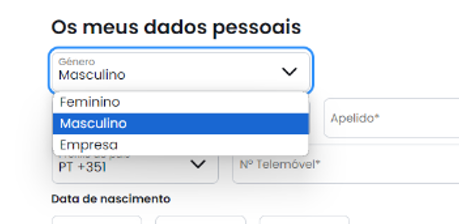 Os meus dados pessoais
Género
Masculino
Feminino
Masculino
Apelido*
Empresa
PT +351
Nº Telemóvel*
Data de nascimento